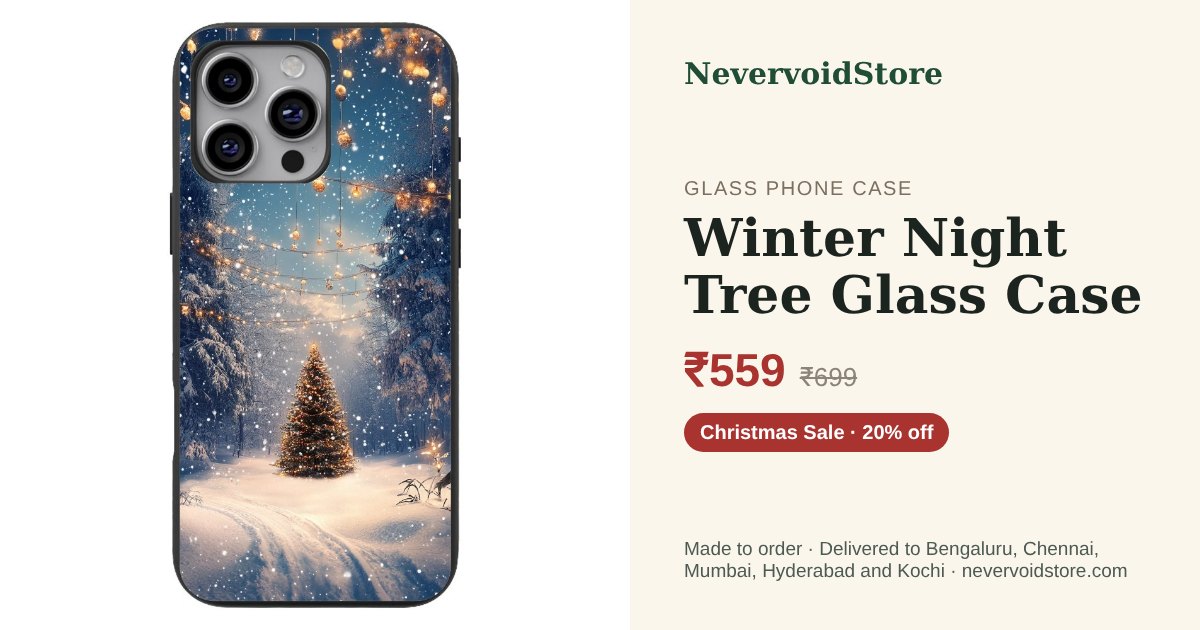 NevervoidStore
GLASS PHONE CASE
Winter Night
Tree Glass Case
₹559 ₹699
Christmas Sale · 20% off
Made to order · Delivered to Bengaluru, Chennai,
Mumbai, Hyderabad and Kochi · nevervoidstore.com